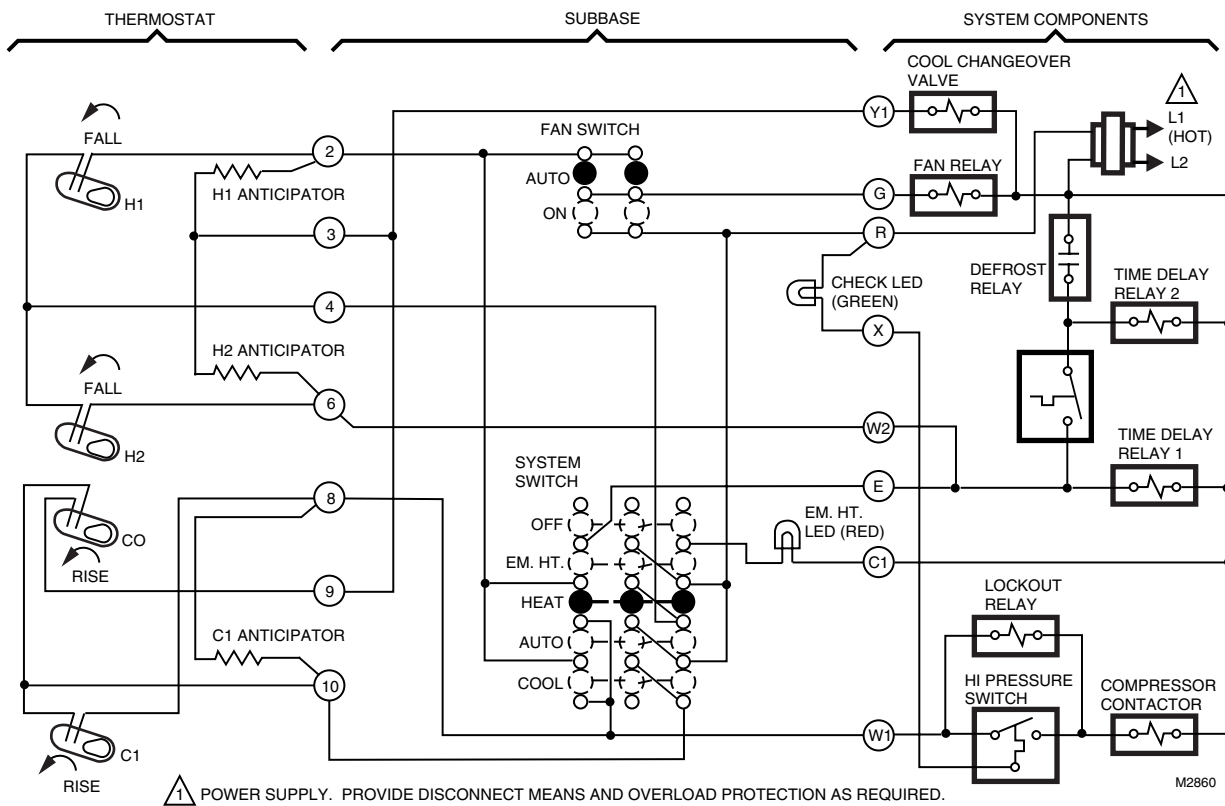 THERMOSTAT
SUBBASE
SYSTEM COMPONENTS
COOL CHANGEOVER
VALVE
1
L1
(HOT)
L2
Y1
FALL
H1
2
FAN SWITCH
H1 ANTICIPATOR
AUTO
ON
G
FAN RELAY
3
R
4
CHECK LED
(GREEN)
DEFROST
RELAY
TIME DELAY
RELAY 2
X
H2 ANTICIPATOR
FALL
6
H2
W2
TIME DELAY
RELAY 1
SYSTEM
SWITCH
8
E
CO
RISE
OFF
EM. HT.
LED (RED)
EM. HT.
C1
9
HEAT
LOCKOUT
RELAY
C1 ANTICIPATOR
AUTO
10
COOL
HI PRESSURE
SWITCH
COMPRESSOR
CONTACTOR
C1
RISE
W1
1 POWER SUPPLY. PROVIDE DISCONNECT MEANS AND OVERLOAD PROTECTION AS REQUIRED.
M2860